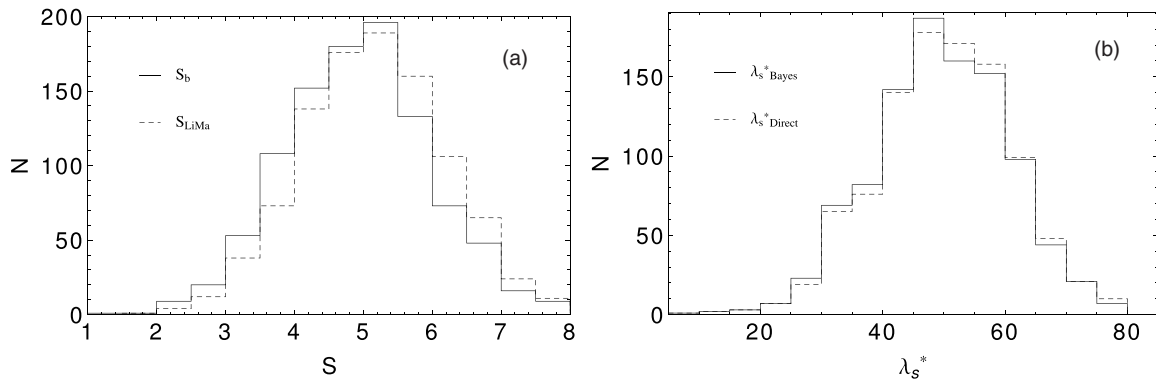 200
150
100
50
0
N
S_b
S_LiMa
(a)
1 2 3 4 5 6 7 8
S
150
100
50
0
N
λ_s*_Bayes
λ_s*_Direct
(b)
20 40 60 80
λ_s*